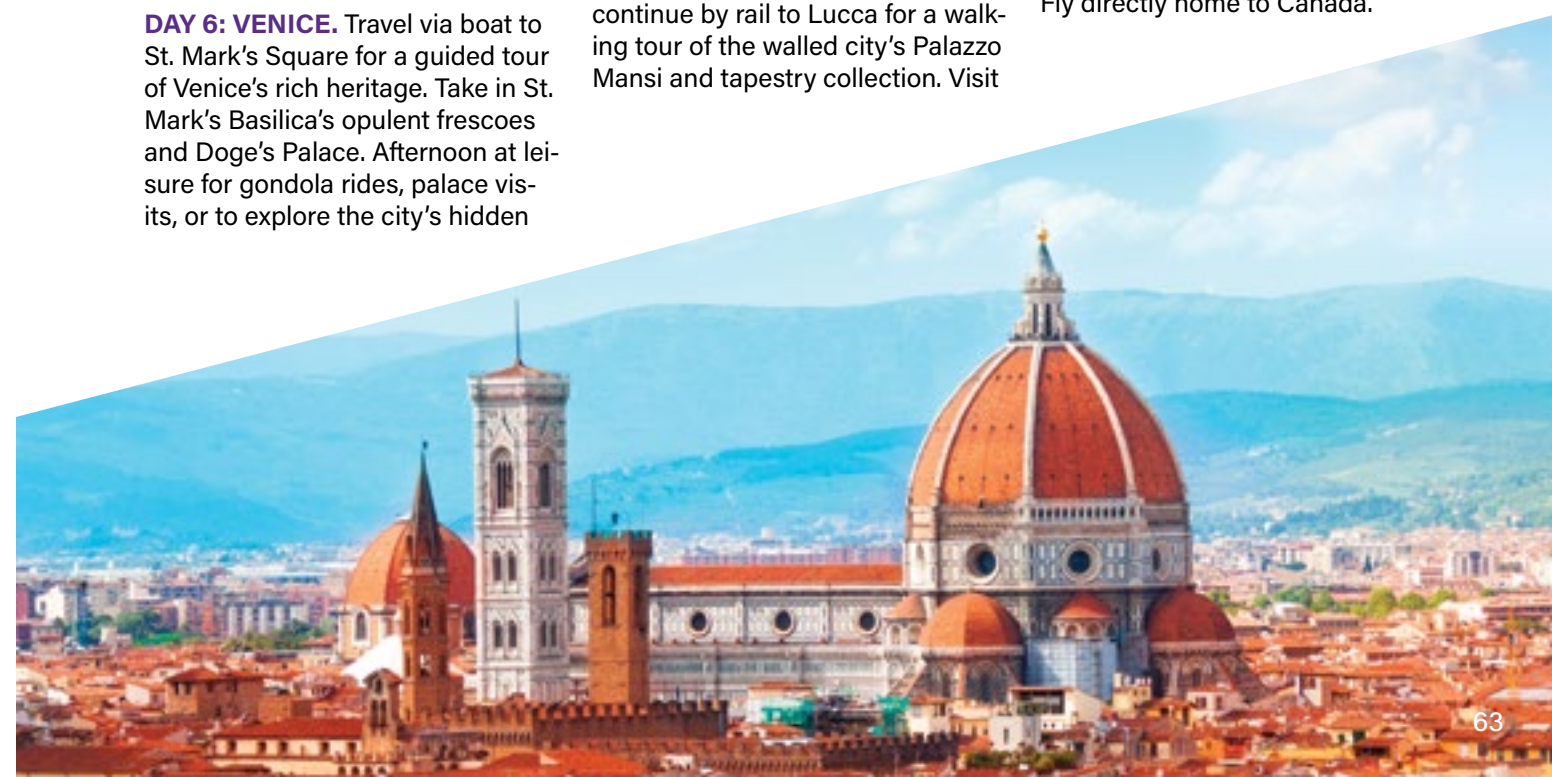 DAY 6: VENICE. Travel via boat to
St. Mark's Square for a guided tour
of Venice's rich heritage. Take in St.
Mark's Basilica's opulent frescoes
and Doge's Palace. Afternoon at lei-
sure for gondola rides, palace vis-
its, or to explore the city's hidden
continue by rail to Lucca for a walk-
ing tour of the walled city's Palazzo
Mansi and tapestry collection. Visit
Fly directly home to Canada.
63